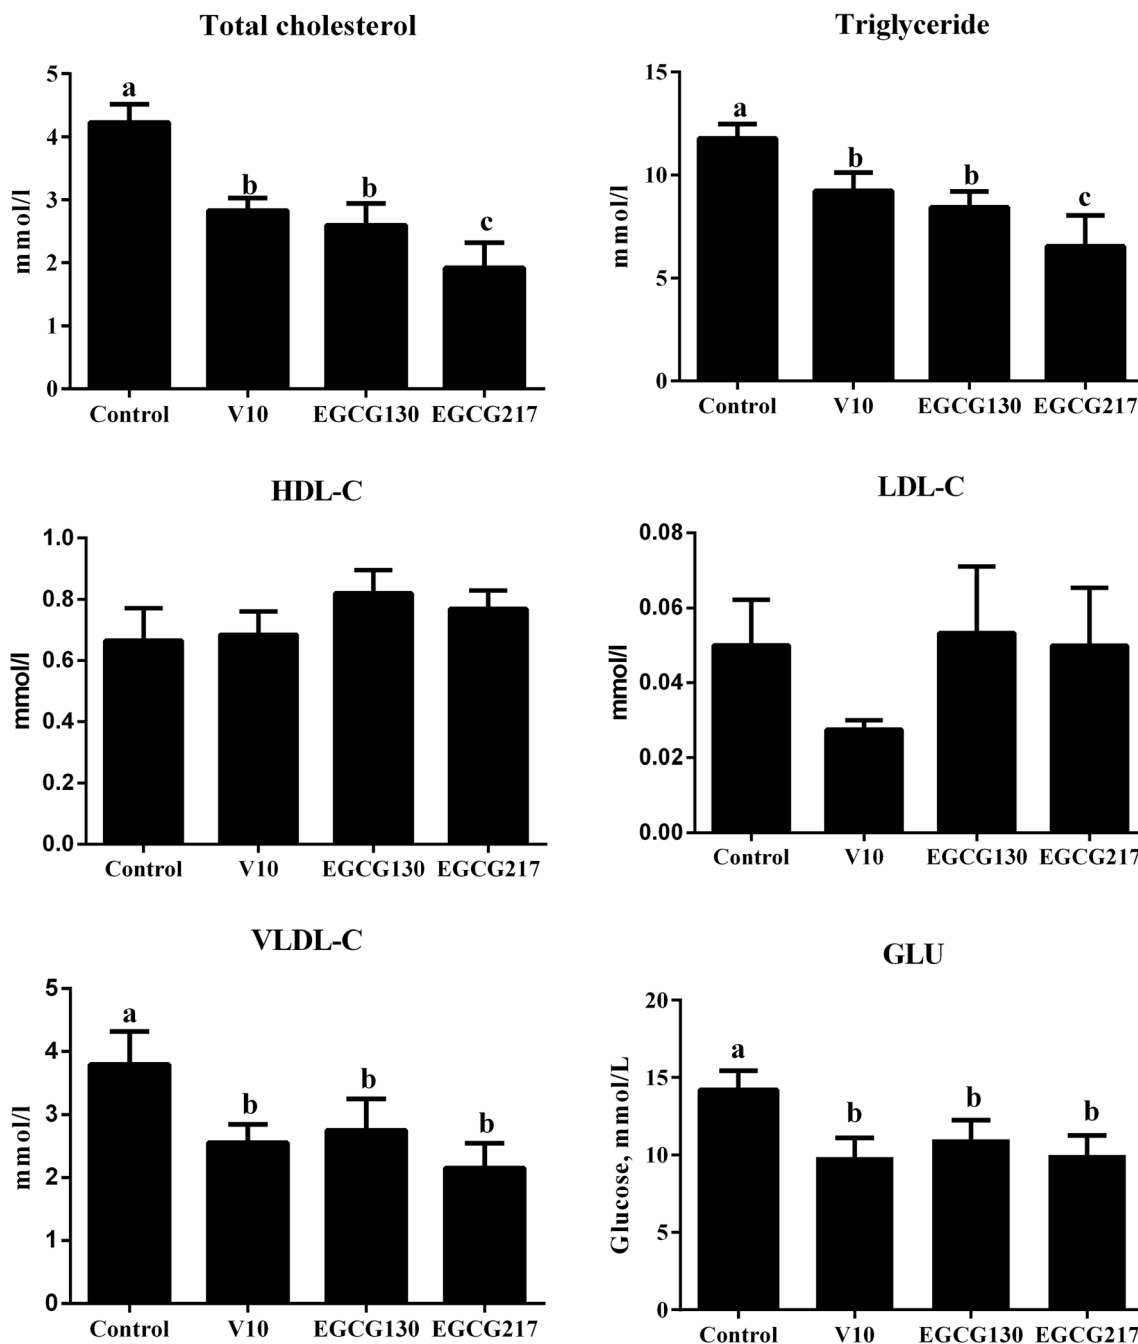 Total cholesterol
5
4
3
2
1
0
mmol/l
a
b
b
c
Control V10 EGCG130 EGCG217
Triglyceride
15
10
5
0
mmol/l
a
b
b
c
Control V10 EGCG130 EGCG217
HDL-C
1.0
0.8
0.6
0.4
0.2
0.0
mmol/l
Control V10 EGCG130 EGCG217
LDL-C
0.08
0.06
0.04
0.02
0.00
mmol/l
Control V10 EGCG130 EGCG217
VLDL-C
5
4
3
2
1
0
mmol/l
a
b
b
b
Control V10 EGCG130 EGCG217
GLU
20
15
10
5
0
Glucose, mmol/L
a
b
b
b
Control V10 EGCG130 EGCG217